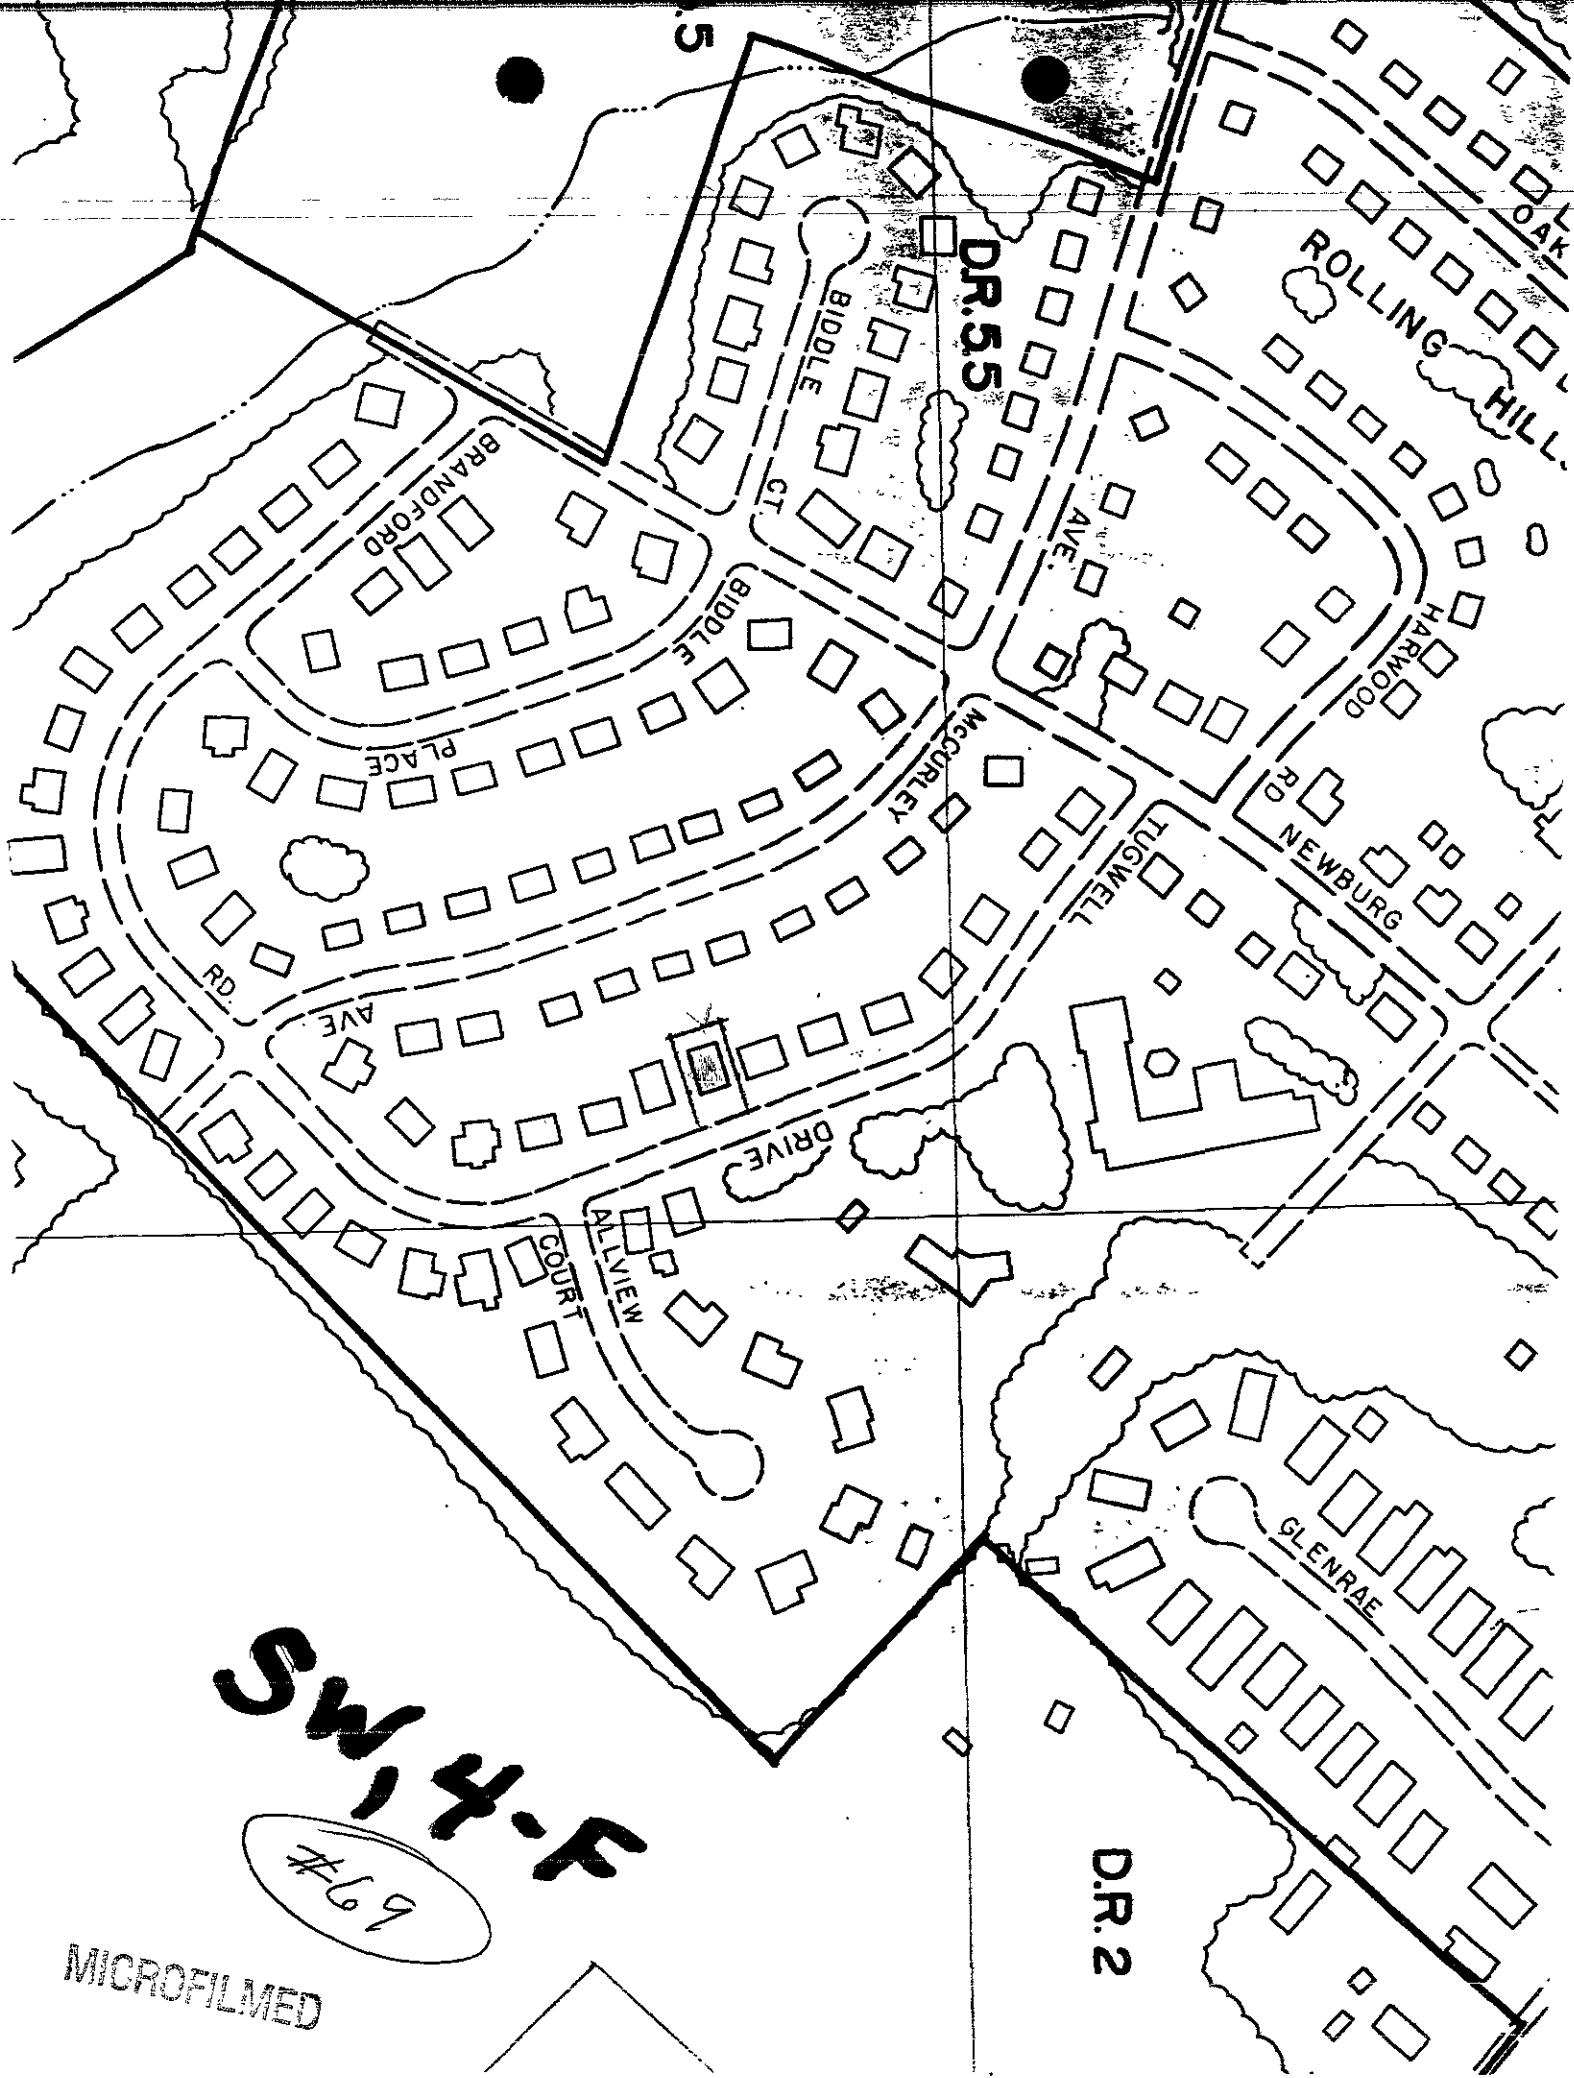 .5
OAK
ROLLING
HILL
D.R. 5.5
BIDDLE
CT.
AVE.
BRANDFORD
BIDDLE
PLACE
HARWOOD
RD
McCURLEY
AVE
NEWBURG
TUGWELL
DRIVE
RD.
ALLVIEW
COURT
GLENRAE
SW, 4-F
#69
D.R. 2
MICROFILMED